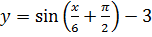 y = sin(x/6 + π/2) − 3